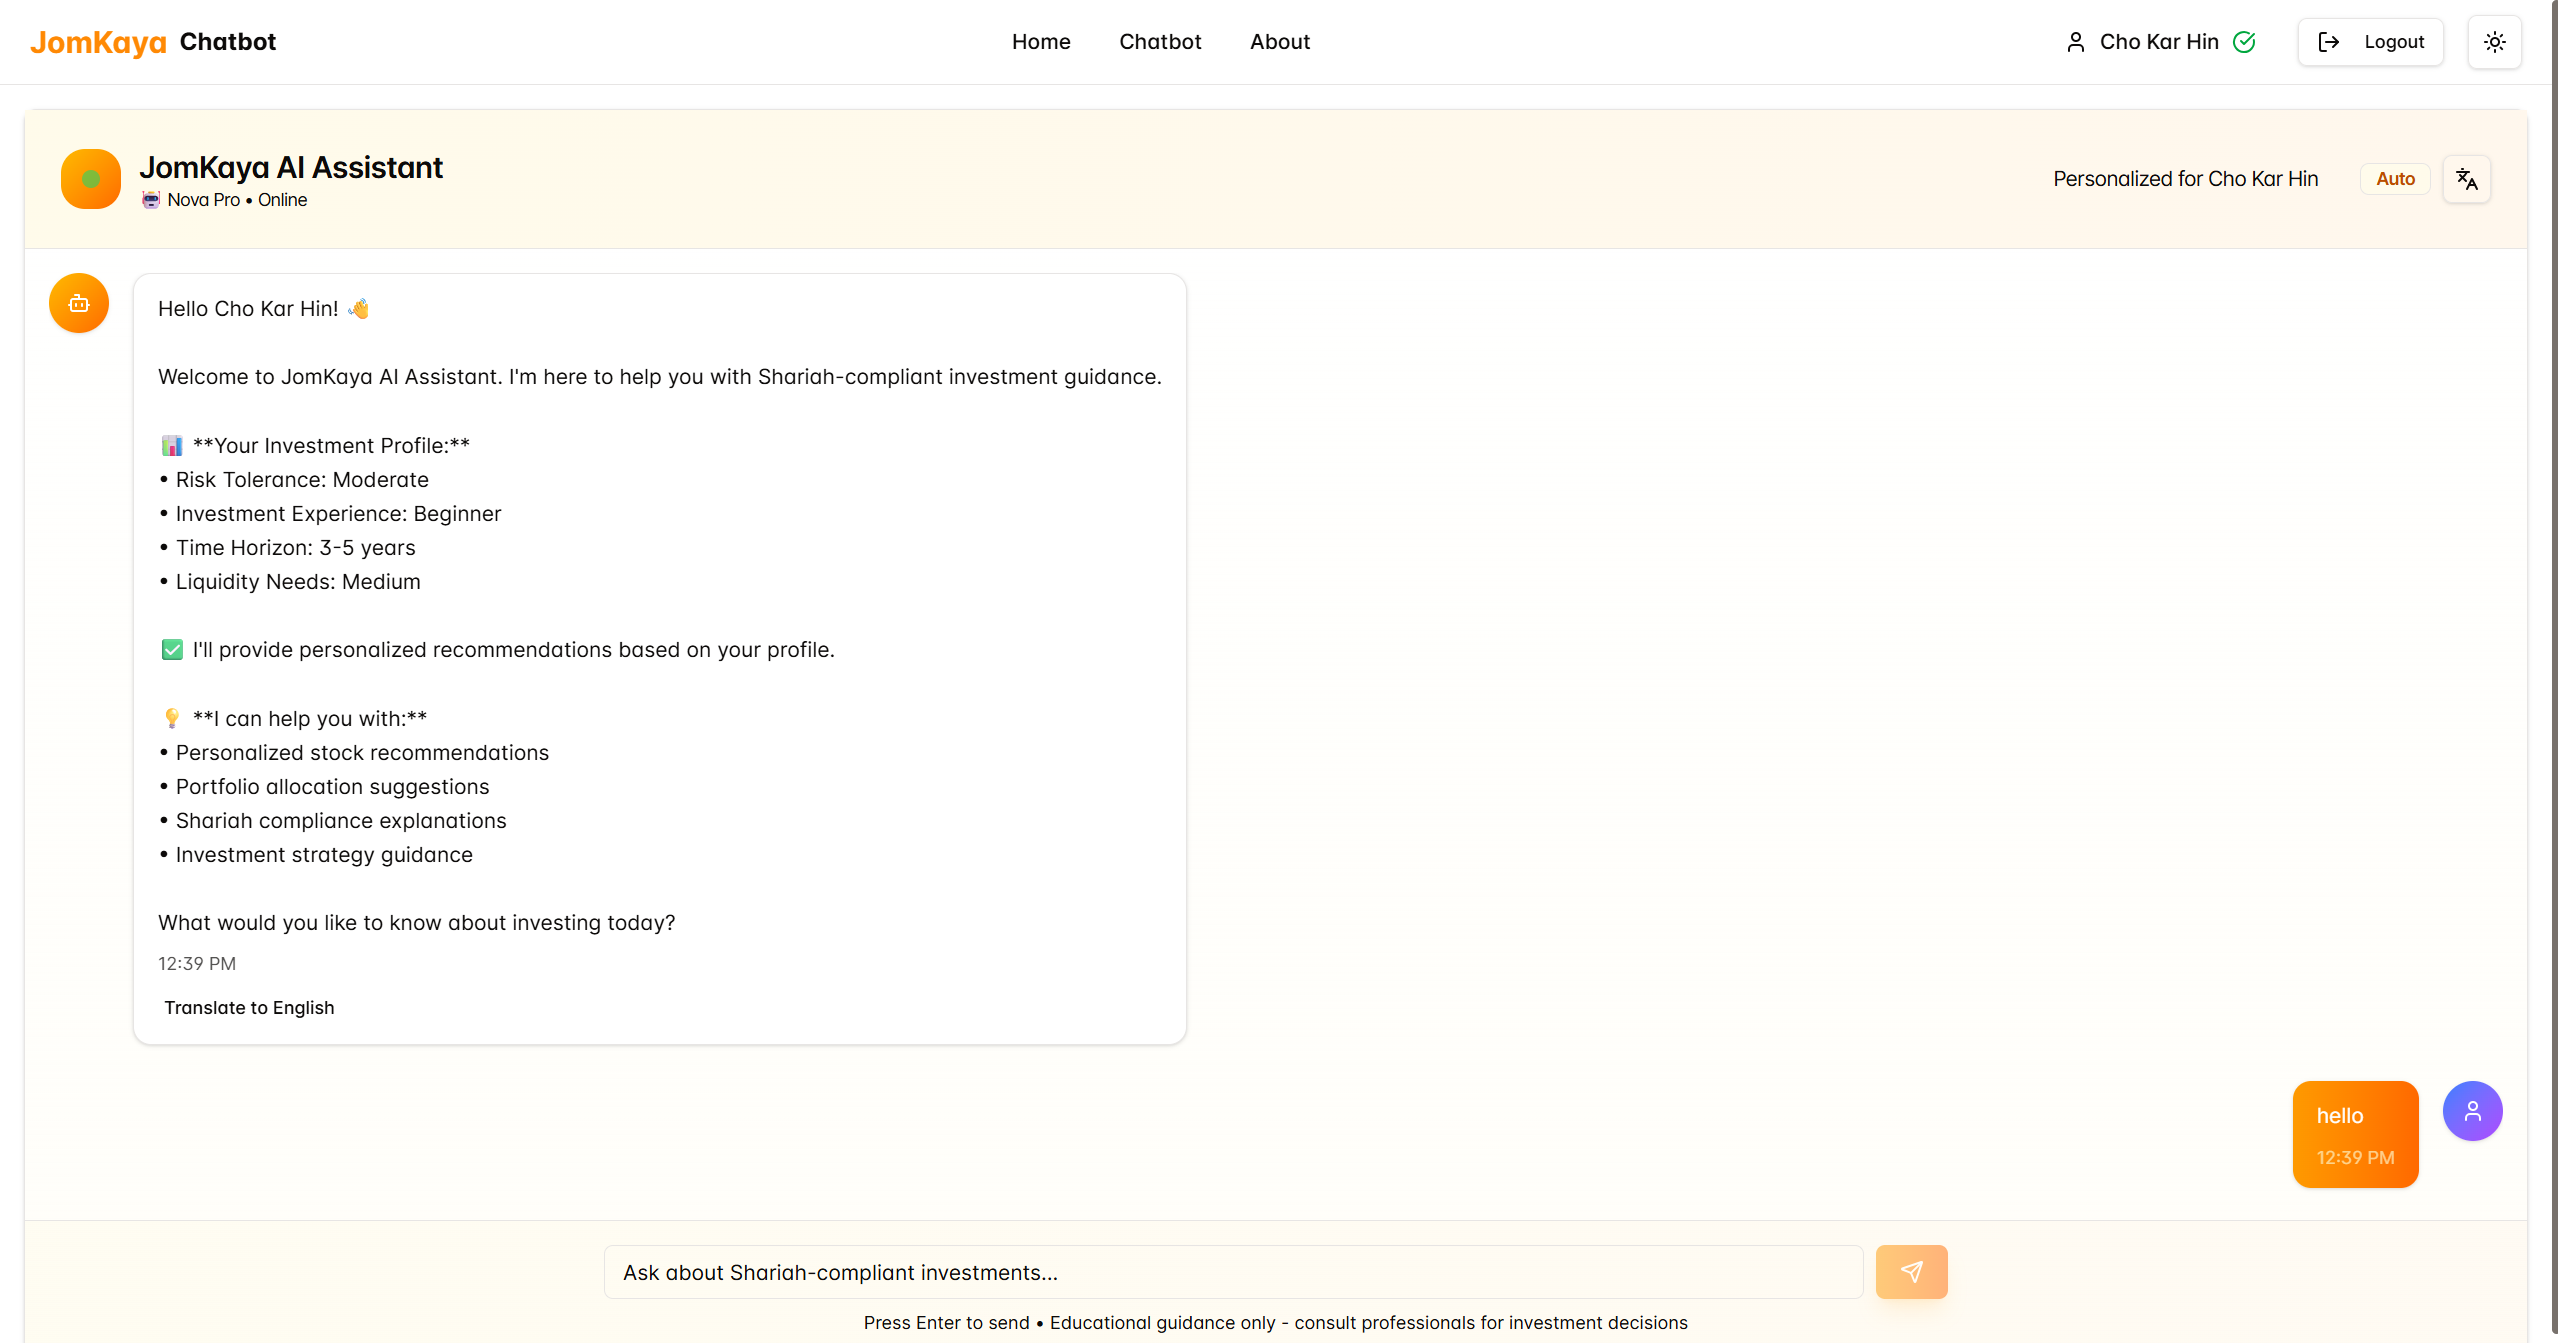 JomKaya Chatbot
Home
Chatbot
About
Cho Kar Hin
Logout
JomKaya AI Assistant
🤖 Nova Pro • Online
Personalized for Cho Kar Hin
Auto
Hello Cho Kar Hin! 👋
Welcome to JomKaya AI Assistant. I'm here to help you with Shariah-compliant investment guidance.
📊 **Your Investment Profile:**
• Risk Tolerance: Moderate
• Investment Experience: Beginner
• Time Horizon: 3-5 years
• Liquidity Needs: Medium
✅ I'll provide personalized recommendations based on your profile.
💡 **I can help you with:**
• Personalized stock recommendations
• Portfolio allocation suggestions
• Shariah compliance explanations
• Investment strategy guidance
What would you like to know about investing today?
12:39 PM
Translate to English
hello
12:39 PM
Ask about Shariah-compliant investments...
Press Enter to send • Educational guidance only - consult professionals for investment decisions